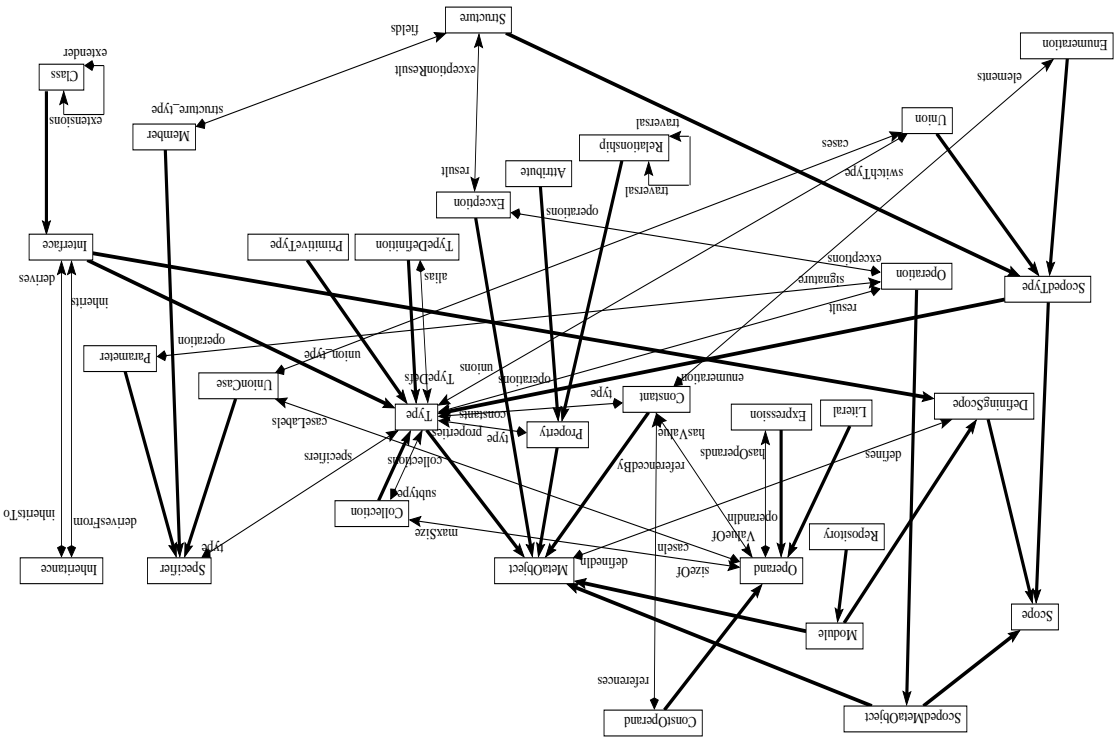 ScopedMetaObject
ConstOperand
references
Scope
Module
Operand
MetaObject
Specifier
Inheritance
sizeOf
definedIn
type
caseIn
Repository
ValueOf
maxSize
operandIn
derivesFrom
inheritsTo
Collection
subtype
referencedBy
collections
specifiers
defines
hasOperands
hasValue
type
properties
Property
caseLabels
DefiningScope
Literal
Expression
Type
constants
Constant
type
UnionCase
enumeration
operations
TypeDefs
unions
Parameter
union_type
operation
result
ScopedType
signature
Operation
alias
inherits
derives
exceptions
TypeDefinition
PrimitiveType
Interface
operations
Exception
traversal
Attribute
result
switchType
Relationship
cases
Member
traversal
Union
extensions
structure_type
elements
Class
exceptionResult
extender
Enumeration
fields
Structure